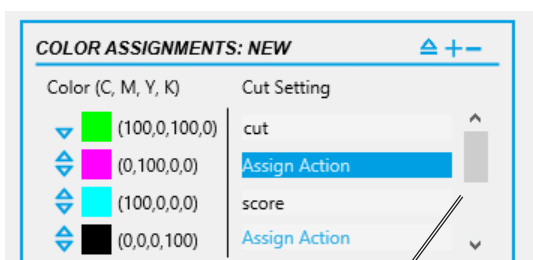 COLOR ASSIGNMENTS: NEW
Color (C, M, Y, K) Cut Setting
(100,0,100,0) cut
(0,100,0,0) Assign Action
(100,0,0,0) score
(0,0,0,100) Assign Action